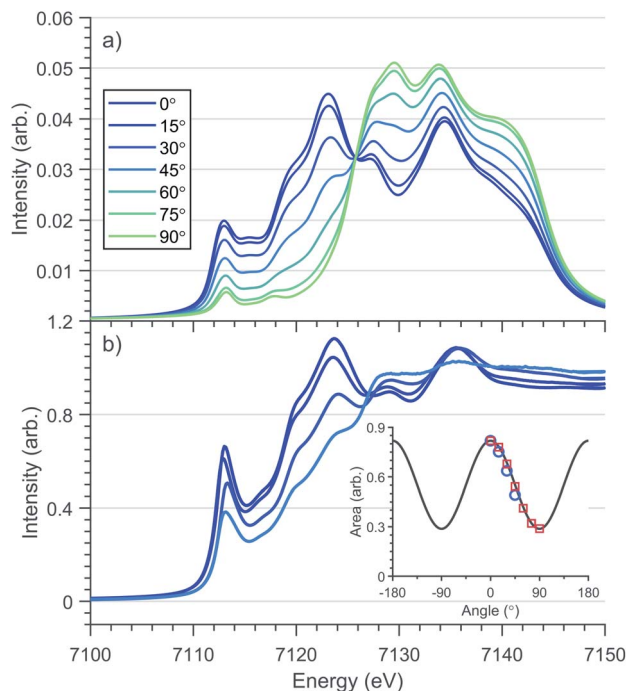 0.06
a)
0.05
0.04
0.03
0.02
0.01
Intensity (arb.)
0°
15°
30°
45°
60°
75°
90°
1.2
b)
0.8
0.4
0
Intensity (arb.)
0.9
0.6
0.3
0
Area (arb.)
-180 -90 0 90 180
Angle (°)
7100 7110 7120 7130 7140 7150
Energy (eV)